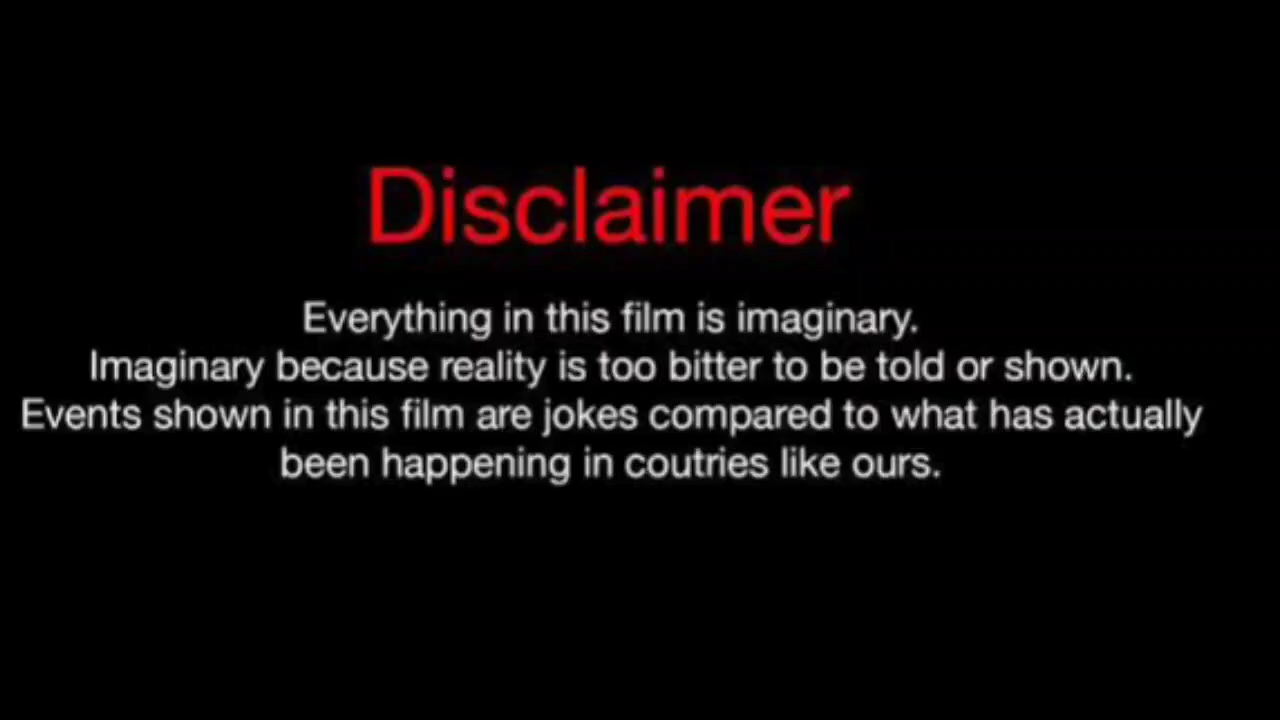 Disclaimer
Everything in this film is imaginary.
Imaginary because reality is too bitter to be told or shown.
Events shown in this film are jokes compared to what has actually
been happening in coutries like ours.